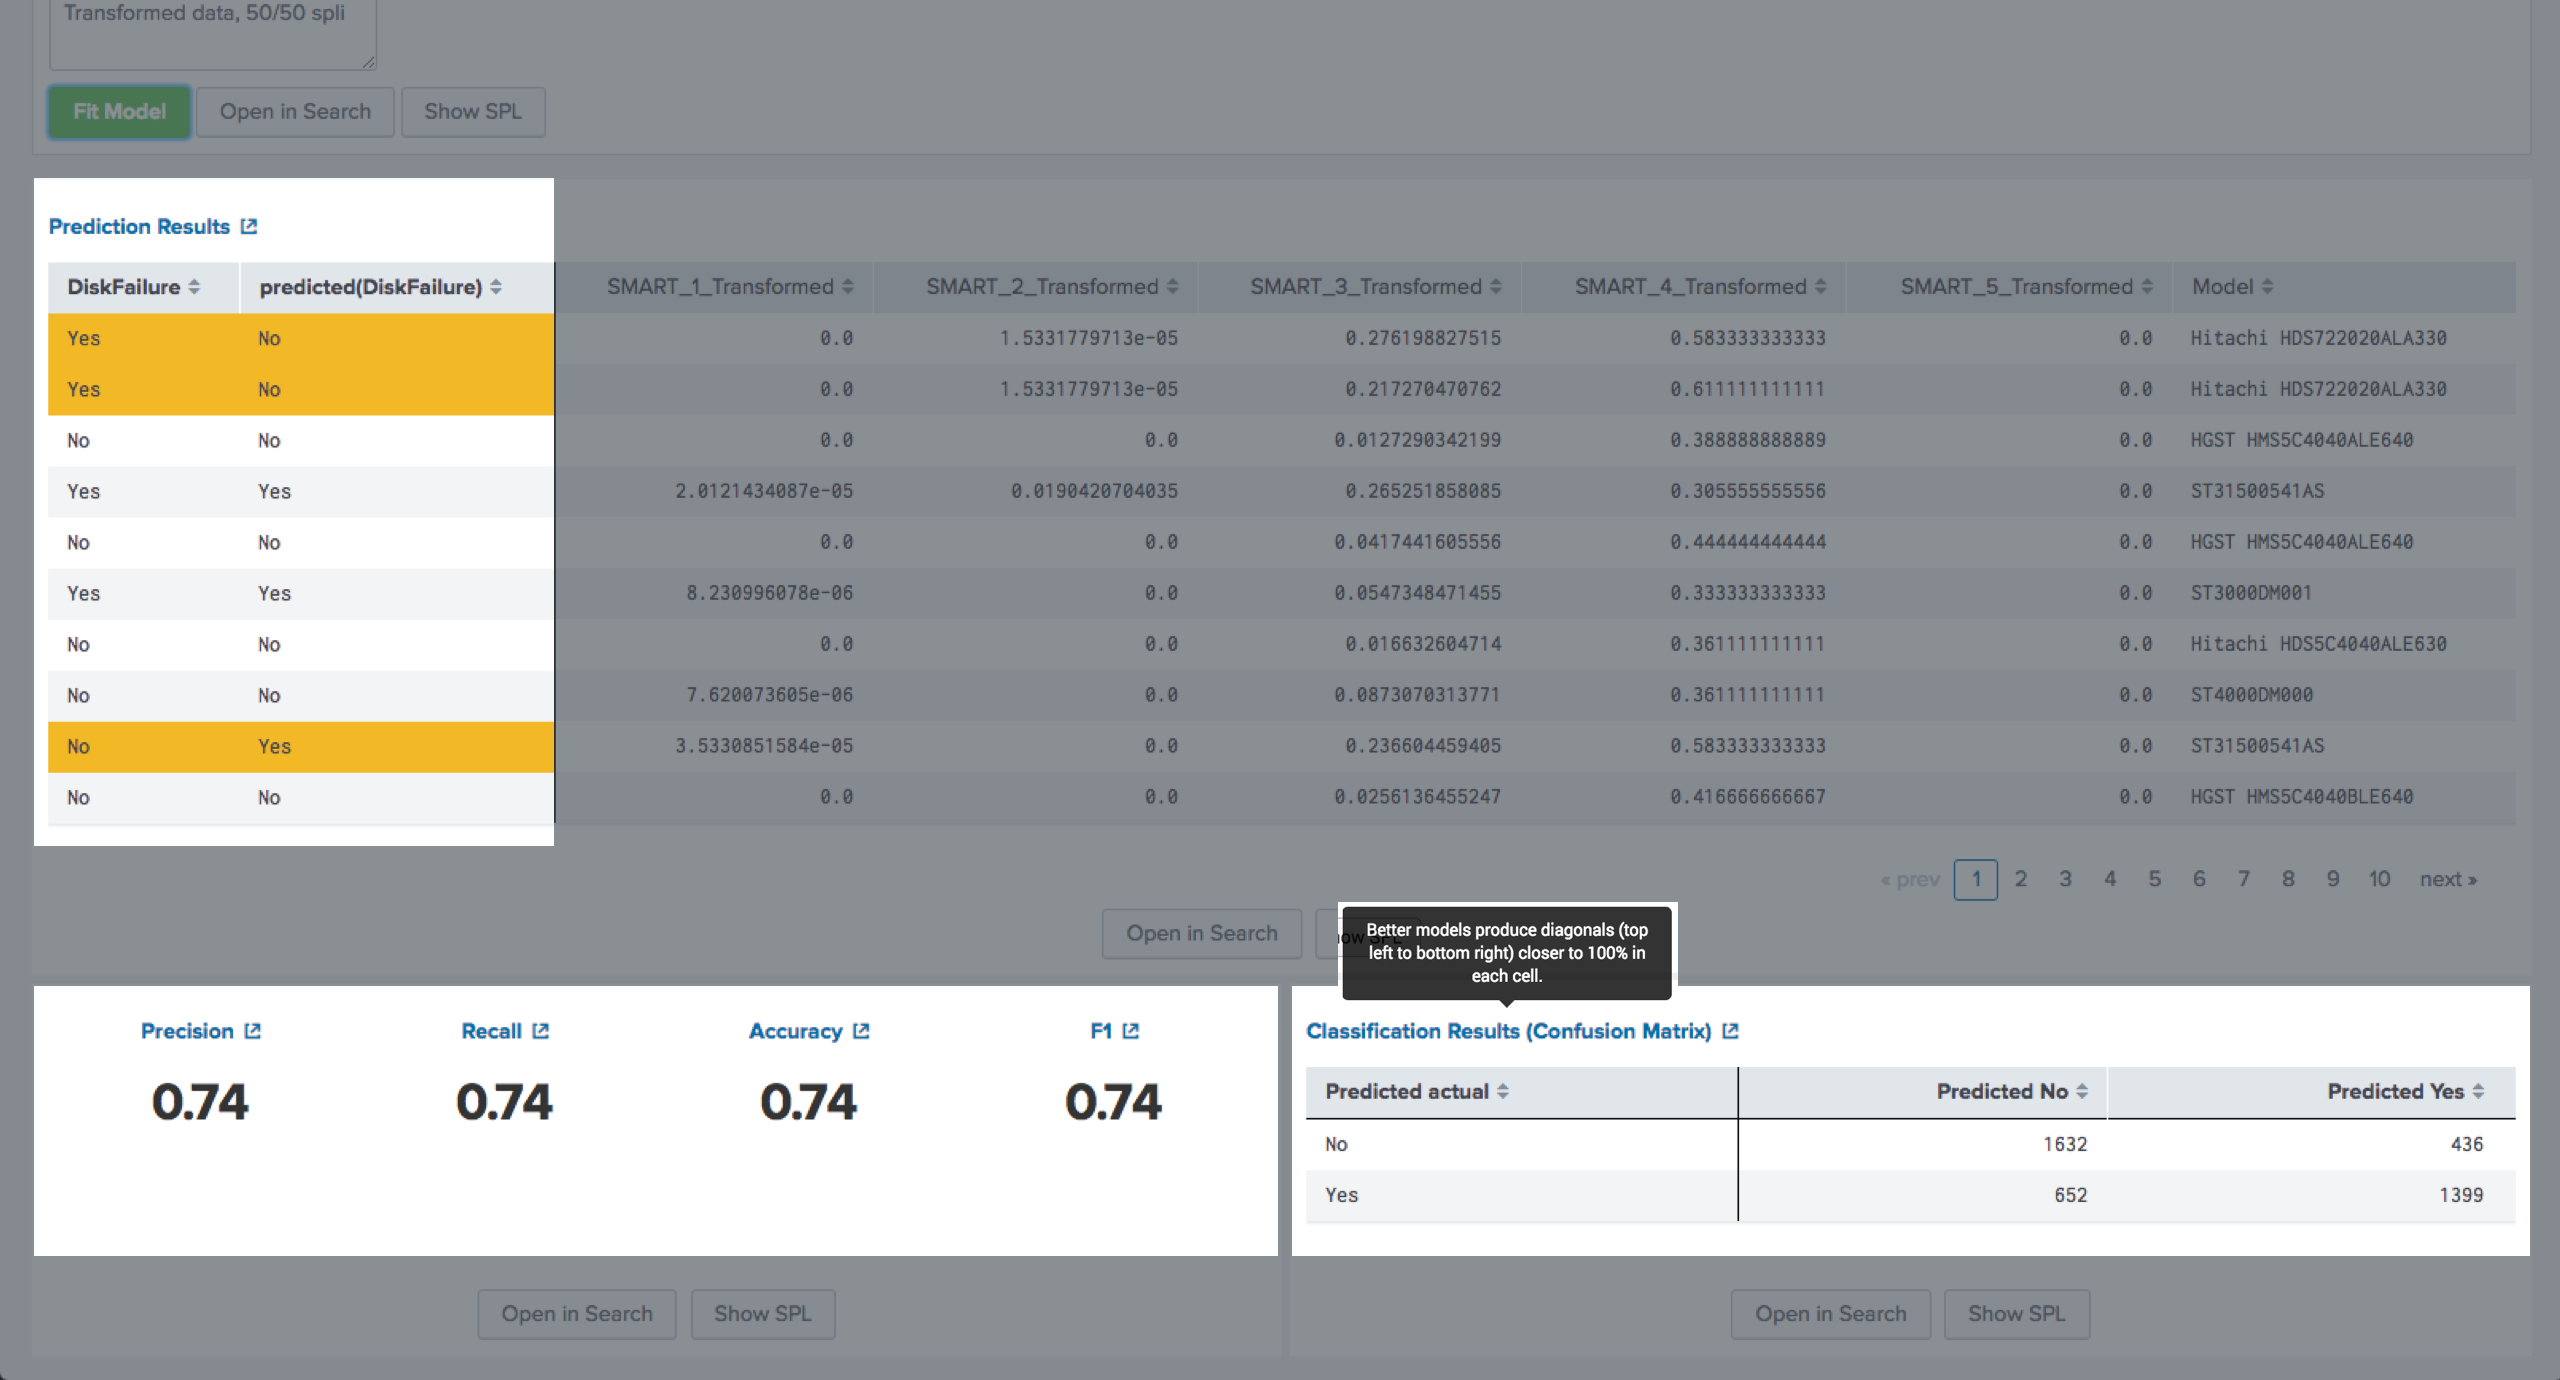 Transformed data, 50/50 spli
Fit Model Open in Search Show SPL
Prediction Results
DiskFailure predicted(DiskFailure) SMART_1_Transformed SMART_2_Transformed SMART_3_Transformed SMART_4_Transformed SMART_5_Transformed Model
Yes No 0.0 1.5331779713e-05 0.276198827515 0.583333333333 0.0 Hitachi HDS722020ALA330
Yes No 0.0 1.5331779713e-05 0.217270470762 0.611111111111 0.0 Hitachi HDS722020ALA330
No No 0.0 0.0 0.0127290342199 0.388888888889 0.0 HGST HMS5C4040ALE640
Yes Yes 2.0121434087e-05 0.0190420704035 0.265251858085 0.305555555556 0.0 ST31500541AS
No No 0.0 0.0 0.0417441605556 0.444444444444 0.0 HGST HMS5C4040ALE640
Yes Yes 8.230996078e-06 0.0 0.0547348471455 0.333333333333 0.0 ST3000DM001
No No 0.0 0.0 0.016632604714 0.361111111111 0.0 Hitachi HDS5C4040ALE630
No No 7.620073605e-06 0.0 0.0873070313771 0.361111111111 0.0 ST4000DM000
No Yes 3.5330851584e-05 0.0 0.236604459405 0.583333333333 0.0 ST31500541AS
No No 0.0 0.0 0.0256136455247 0.416666666667 0.0 HGST HMS5C4040BLE640
« prev 1 2 3 4 5 6 7 8 9 10 next »
Open in Search
Better models produce diagonals (top
left to bottom right) closer to 100% in
each cell.
Precision Recall Accuracy F1
0.74 0.74 0.74 0.74
Classification Results (Confusion Matrix)
Predicted actual Predicted No Predicted Yes
No 1632 436
Yes 652 1399
Open in Search Show SPL
Open in Search Show SPL